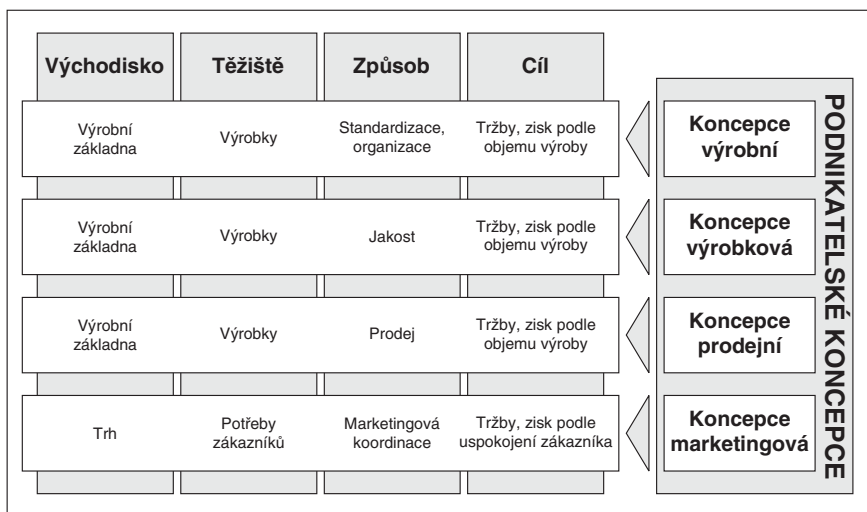 Východisko
Těžiště
Způsob
Cíl
PODNIKATELSKÉ KONCEPCE
Výrobní
základna
Výrobky
Standardizace,
organizace
Tržby, zisk podle
objemu výroby
Koncepce
výrobní
Výrobní
základna
Výrobky
Jakost
Tržby, zisk podle
objemu výroby
Koncepce
výrobková
Výrobní
základna
Výrobky
Prodej
Tržby, zisk podle
objemu výroby
Koncepce
prodejní
Trh
Potřeby
zákazníků
Marketingová
koordinace
Tržby, zisk podle
uspokojení zákazníka
Koncepce
marketingová